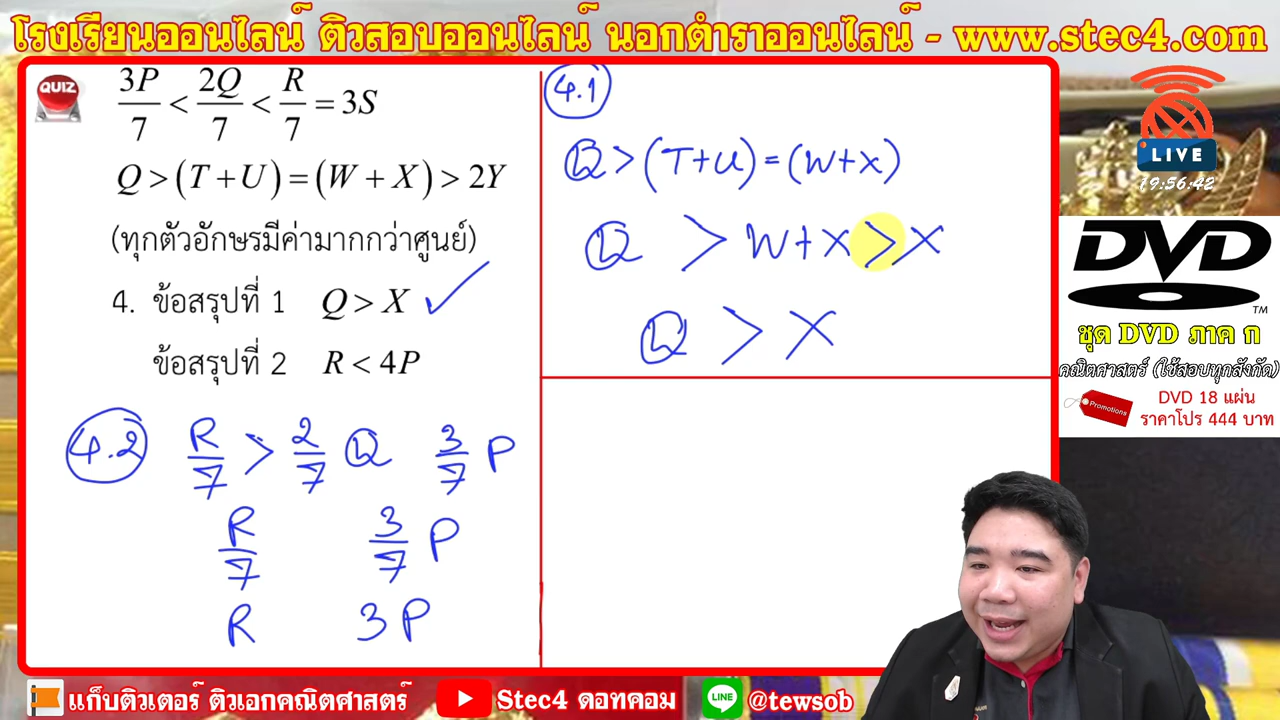 โรงเรียนออนไลน์ ติวสอบออนไลน์ นอกตำราออนไลน์ - www.stec4.com
QUIZ
3P/7 < 2Q/7 < R/7 = 3S
Q > (T + U) = (W + X) > 2Y
(ทุกตัวอักษรมีค่ามากกว่าศูนย์)
4. ข้อสรุปที่ 1 Q > X ✓
ข้อสรุปที่ 2 R < 4P
4.2 R/7 > 2/7 Q 3/7 P
R/7 3/7 P
R 3P
4.1
Q > (T+U) = (W+X)
Q > W+X > X
Q > X
LIVE
19:56:42
DVD
TM
ชุด DVD ภาค ก
คณิตศาสตร์ (ใช้สอบทุกสังกัด)
Promotions
DVD 18 แผ่น
ราคาโปร 444 บาท
แก็บติวเตอร์ ติวเอกคณิตศาสตร์
Stec4 ดอทคอม
LINE
@tewsob